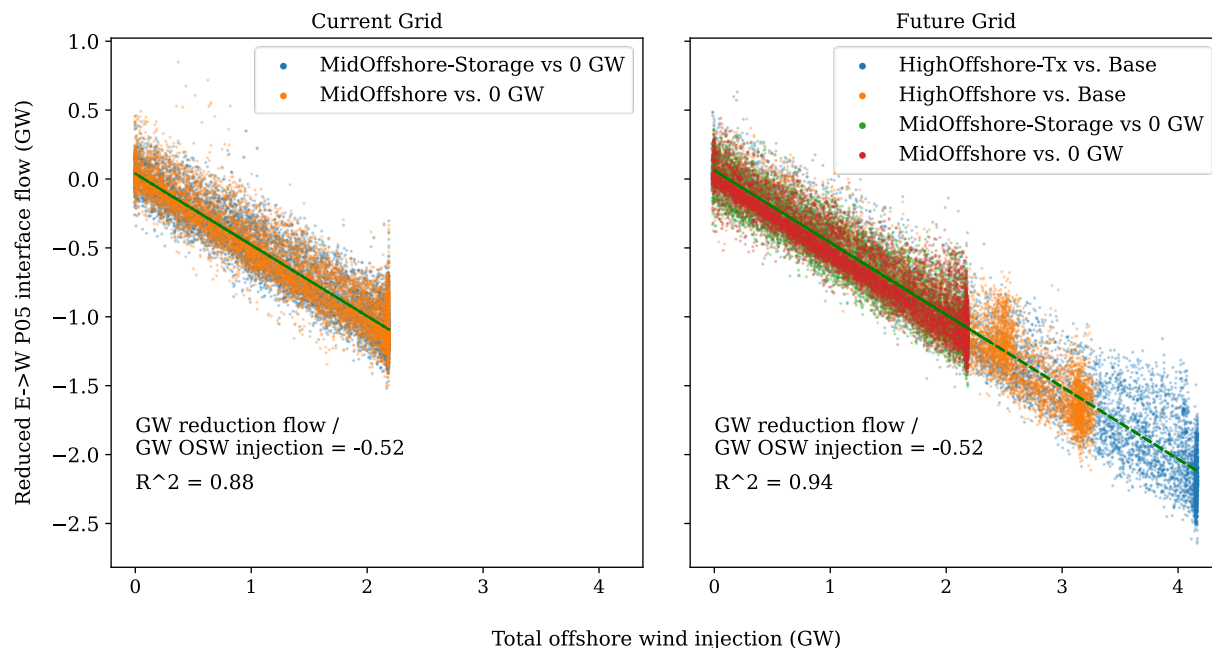 Current Grid
Future Grid
Reduced E->W P05 interface flow (GW)
1.0
0.5
0.0
−0.5
−1.0
−1.5
−2.0
−2.5
MidOffshore-Storage vs 0 GW
MidOffshore vs. 0 GW
GW reduction flow /
GW OSW injection = -0.52
R^2 = 0.88
0 1 2 3 4
HighOffshore-Tx vs. Base
HighOffshore vs. Base
MidOffshore-Storage vs 0 GW
MidOffshore vs. 0 GW
GW reduction flow /
GW OSW injection = -0.52
R^2 = 0.94
0 1 2 3 4
Total offshore wind injection (GW)